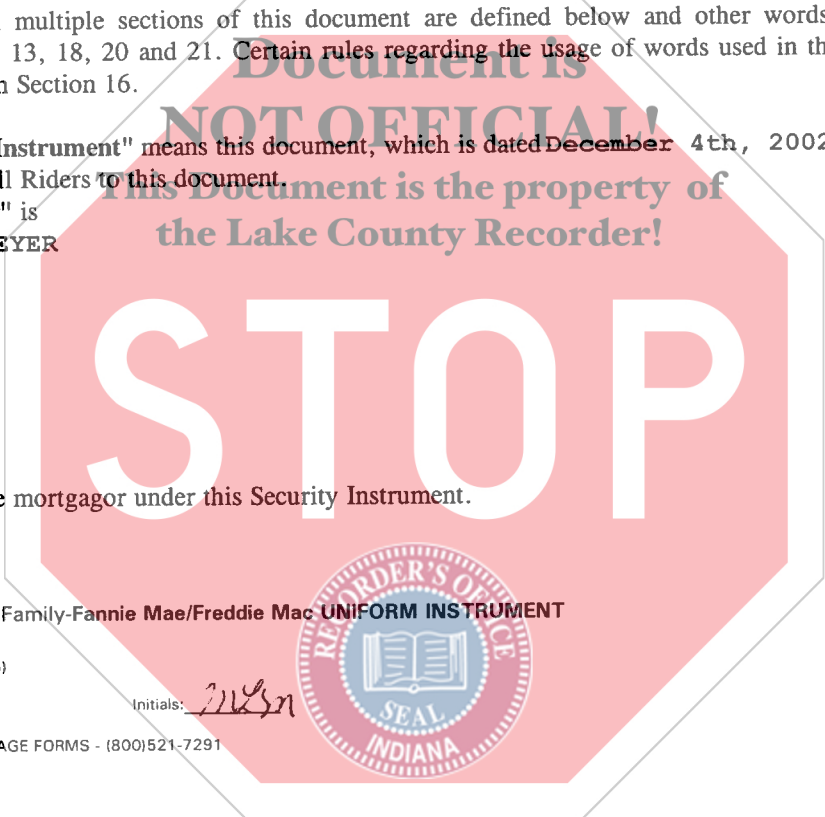 multiple sections of this document are defined below and other words
13, 18, 20 and 21. Certain rules regarding the usage of words used in th
n Section 16.
Document is
NOT OFFICIAL!
Instrument" means this document, which is dated December 4th, 2002
ll Riders to this document.
This Document is the property of
" is
the Lake County Recorder!
EYER
STOP
e mortgagor under this Security Instrument.
RECORDER'S OFFICE
Family-Fannie Mae/Freddie Mac UNIFORM INSTRUMENT
)
Initials:
SEAL
INDIANA
AGE FORMS - (800)521-7291